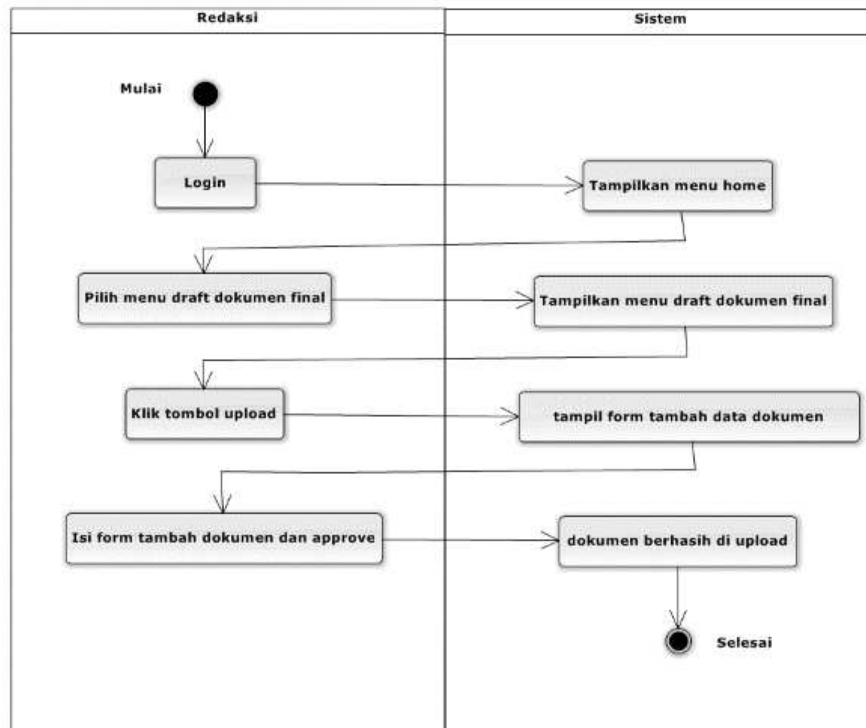 Redaksi
Sistem
Mulai
Login
Tampilkan menu home
Pilih menu draft dokumen final
Tampilkan menu draft dokumen final
Klik tombol upload
tampil form tambah data dokumen
Isi form tambah dokumen dan approve
dokumen berhasih di upload
Selesai